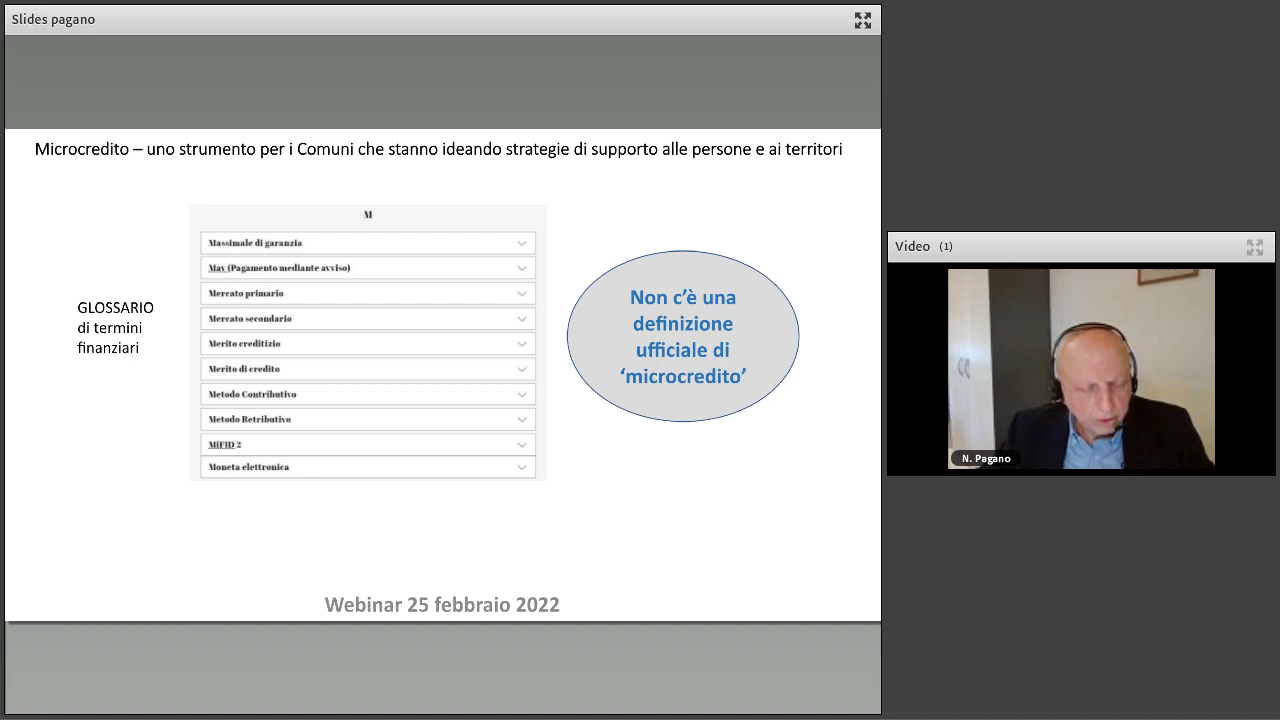 Slides pagano
Microcredito – uno strumento per i Comuni che stanno ideando strategie di supporto alle persone e ai territori
GLOSSARIO
di termini
finanziari
M
Massimale di garanzia
Mav (Pagamento mediante avviso)
Mercato primario
Mercato secondario
Merito creditizio
Merito di credito
Metodo Contributivo
Metodo Retributivo
MiFID 2
Moneta elettronica
Non c’è una
definizione
ufficiale di
‘microcredito’
Webinar 25 febbraio 2022
Video (1)
N. Pagano